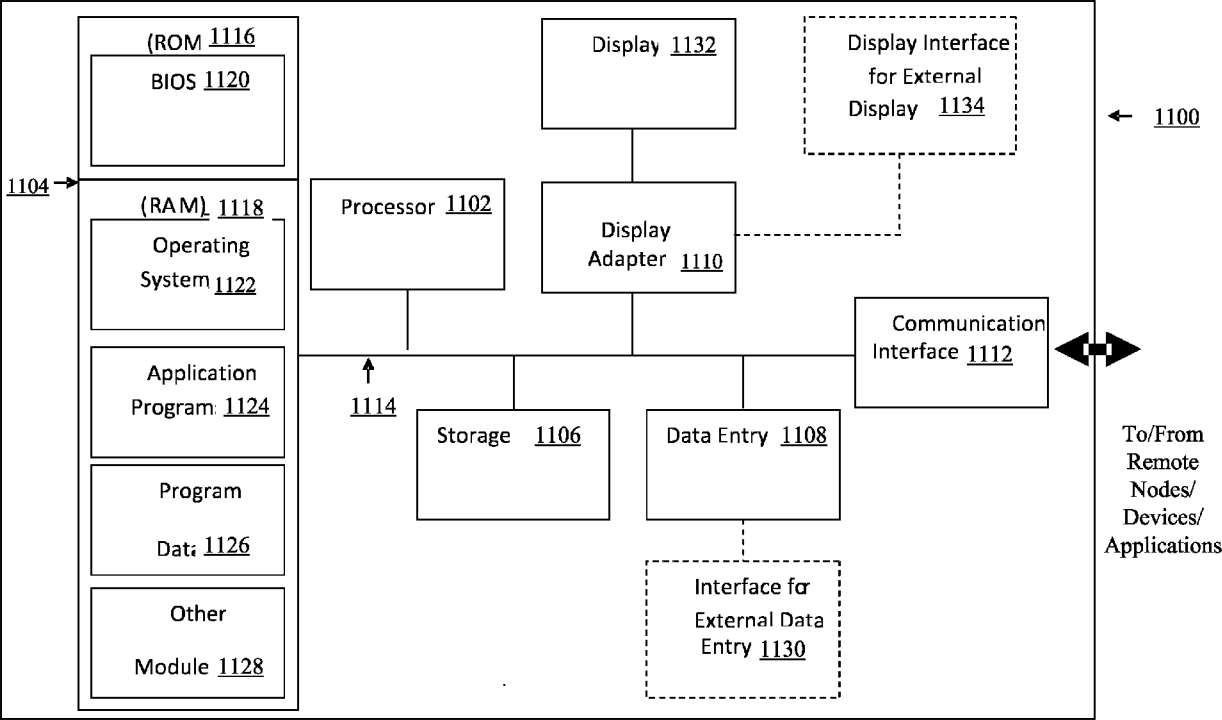 (ROM 1116
BIOS 1120
1104
(RAM) 1118
Operating
System 1122
Application
Program 1124
Program
Data 1126
Other
Module 1128
Processor 1102
Display 1132
Display Interface
for External
Display 1134
1100
Display
Adapter 1110
Communication
Interface 1112
1114
Storage 1106
Data Entry 1108
Interface for
External Data
Entry 1130
To/From
Remote
Nodes/
Devices/
Applications